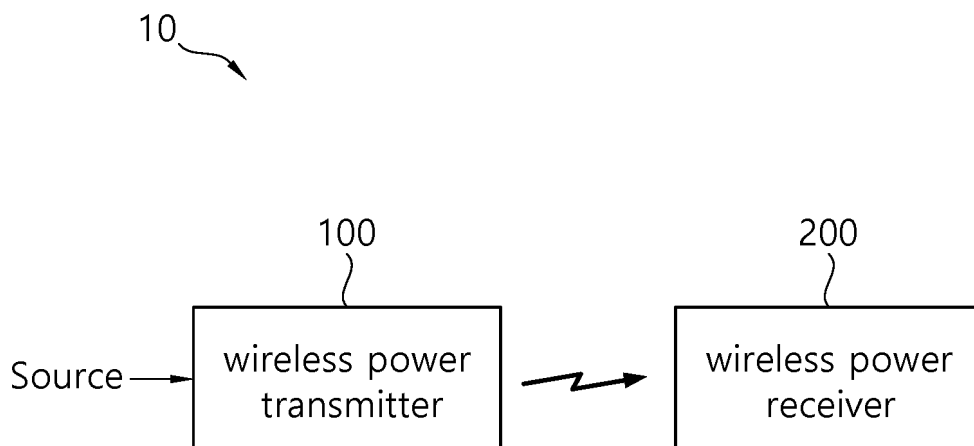 10
100
200
Source
wireless power
transmitter
wireless power
receiver